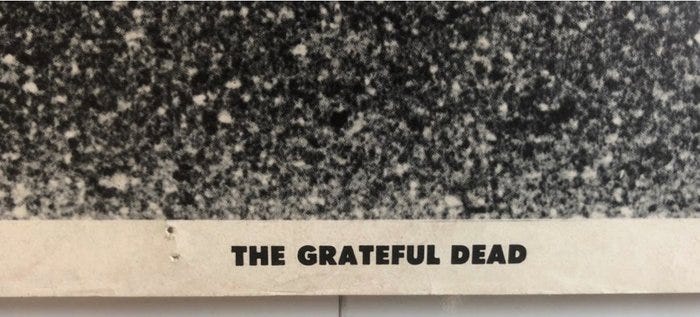 THE GRATEFUL DEAD